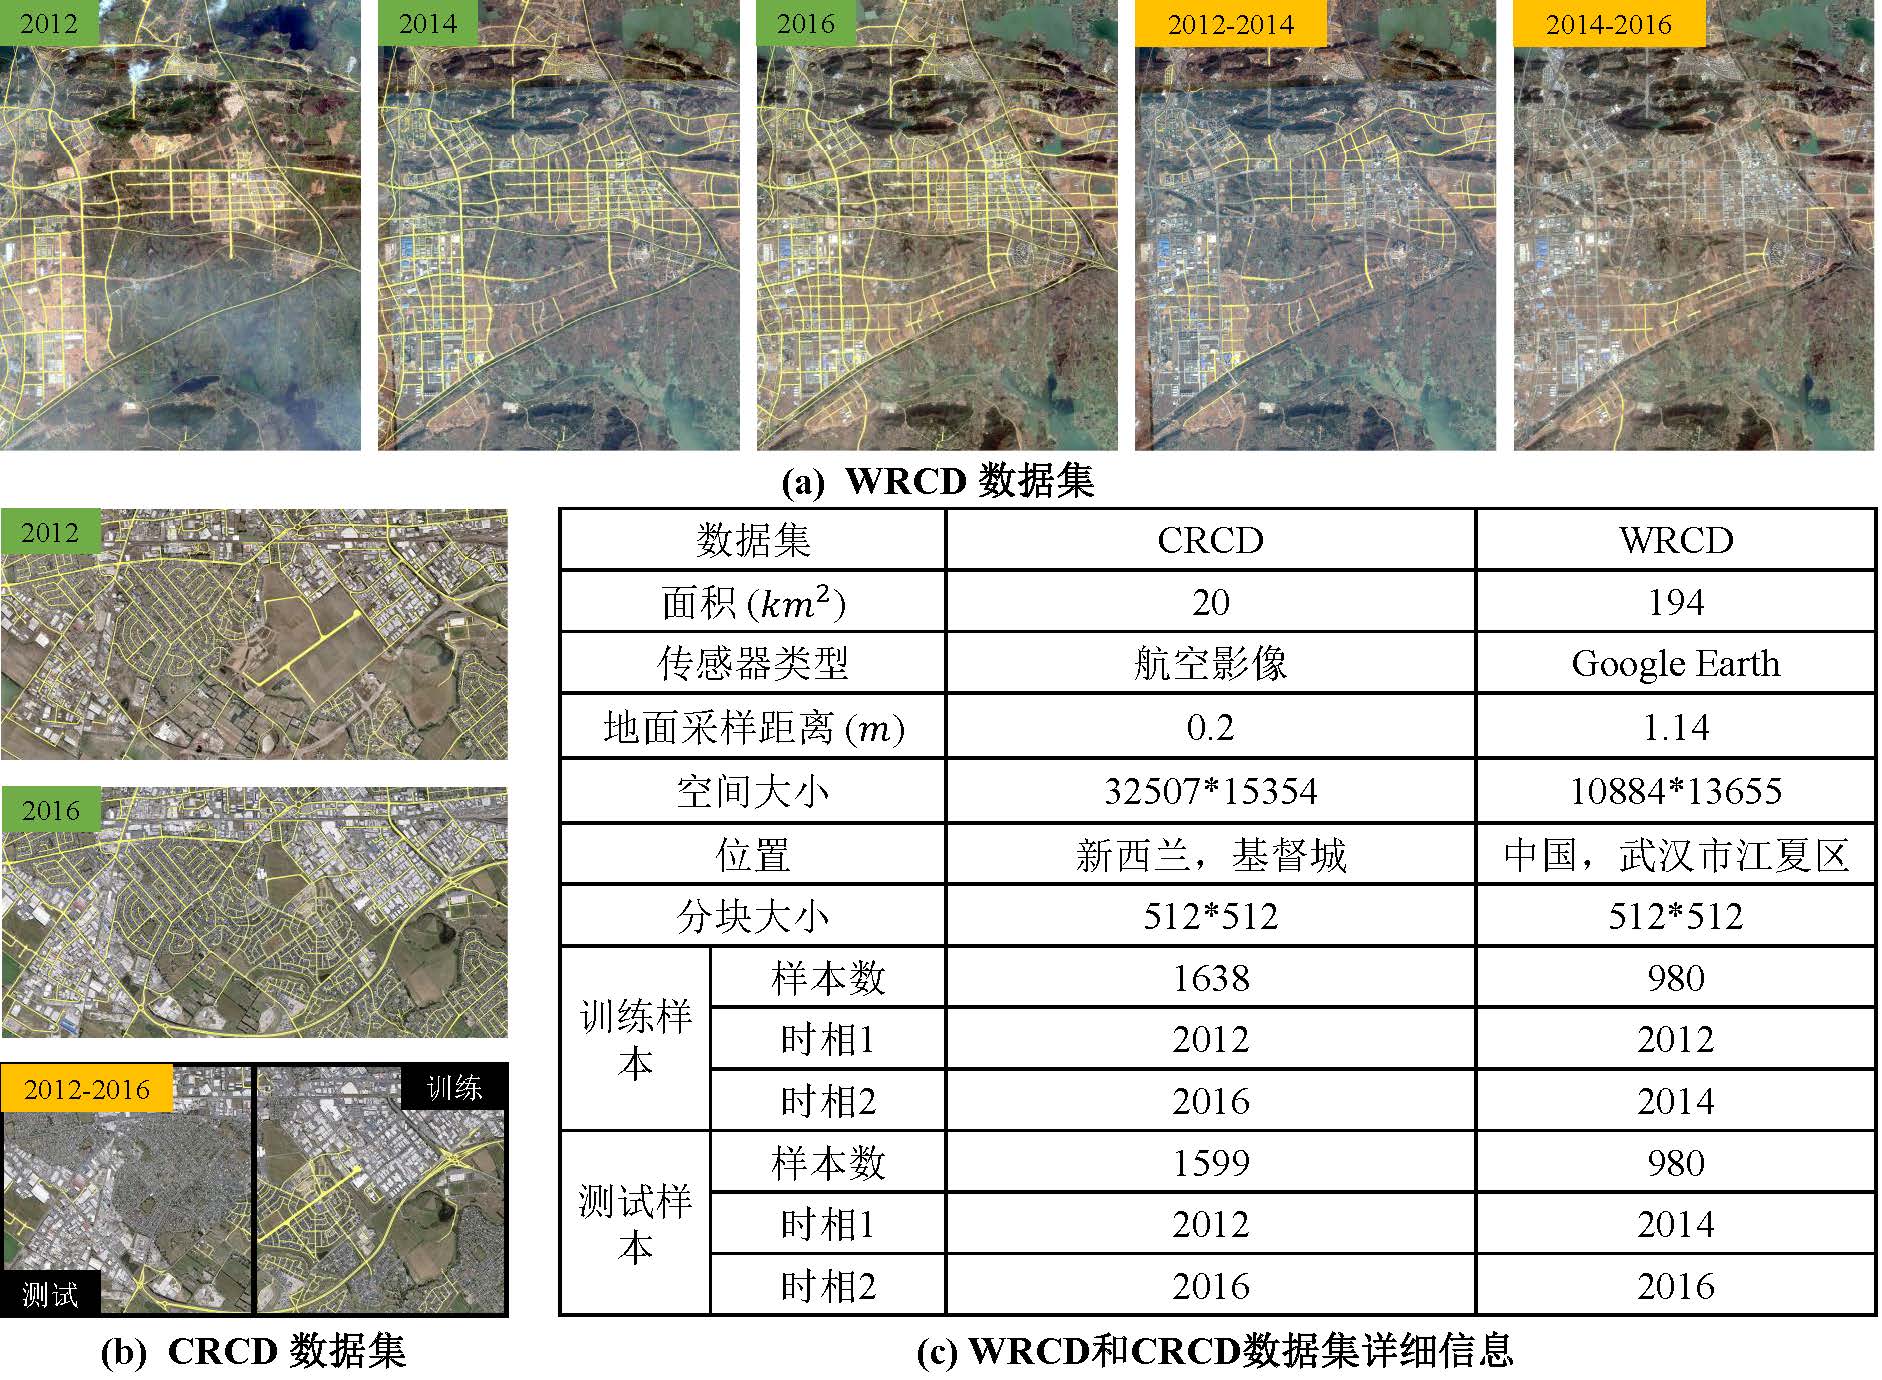 2012
2014
2016
2012-2014
2014-2016
(a) WRCD 数据集
2012
2016
2012-2016
训练
测试
(b) CRCD 数据集
数据集 CRCD WRCD
面积 (km²) 20 194
传感器类型 航空影像 Google Earth
地面采样距离 (m) 0.2 1.14
空间大小 32507*15354 10884*13655
位置 新西兰，基督城 中国，武汉市江夏区
分块大小 512*512 512*512
训练样本
样本数 1638 980
时相1 2012 2012
时相2 2016 2014
测试样本
样本数 1599 980
时相1 2012 2014
时相2 2016 2016
(c) WRCD和CRCD数据集详细信息